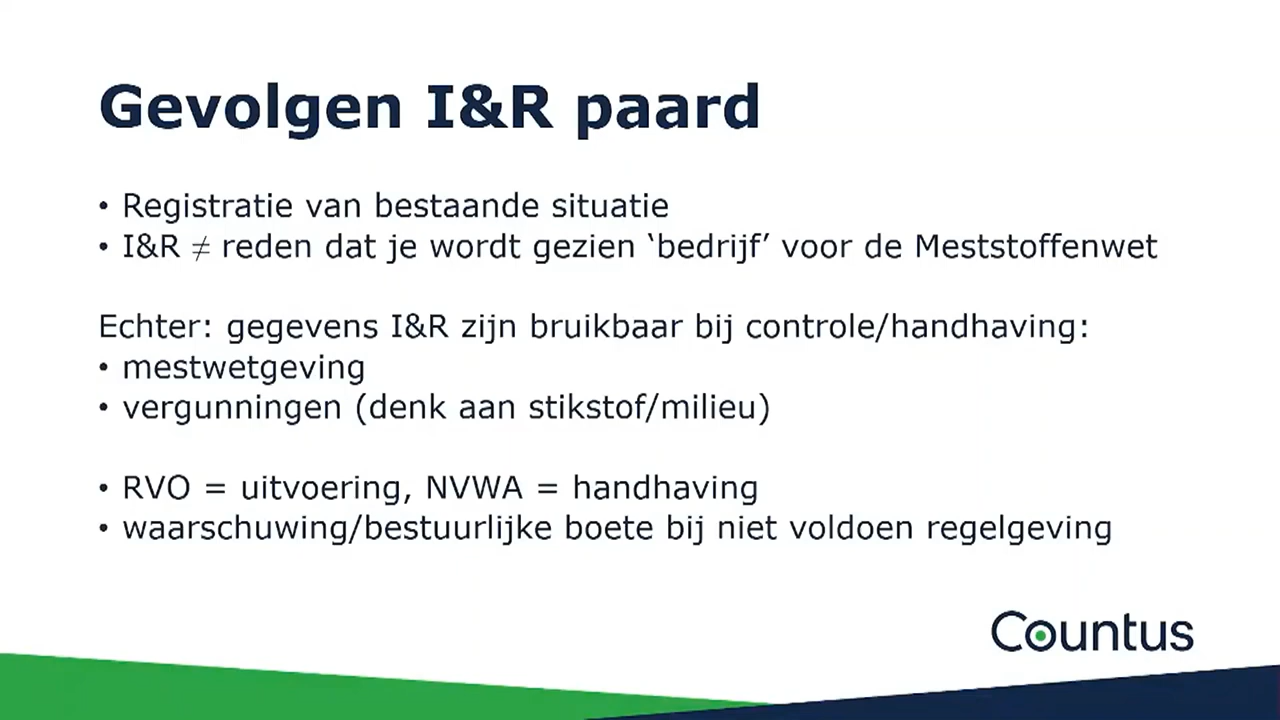 Gevolgen I&R paard
• Registratie van bestaande situatie
• I&R ≠ reden dat je wordt gezien ‘bedrijf’ voor de Meststoffenwet
Echter: gegevens I&R zijn bruikbaar bij controle/handhaving:
• mestwetgeving
• vergunningen (denk aan stikstof/milieu)
• RVO = uitvoering, NVWA = handhaving
• waarschuwing/bestuurlijke boete bij niet voldoen regelgeving
Countus